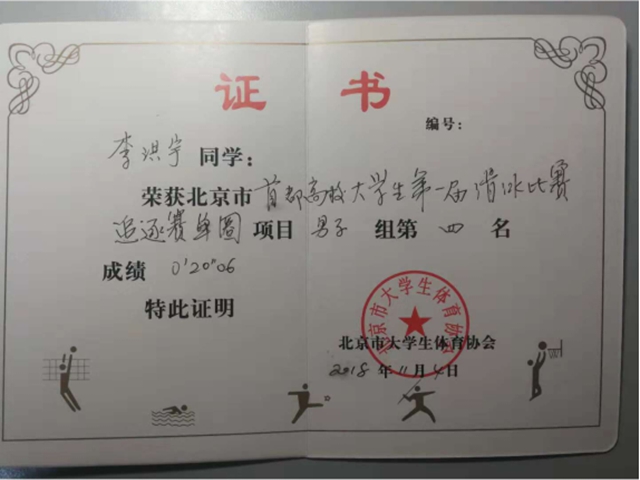 证书
编号：
李洪宇同学：
荣获北京市首都高校大学生第一届滑冰比赛
追逐赛单圈项目男子组第四名
成绩 0'20"06
特此证明
北京市大学生体育协会
北京市大学生体育协会
2018年11月4日